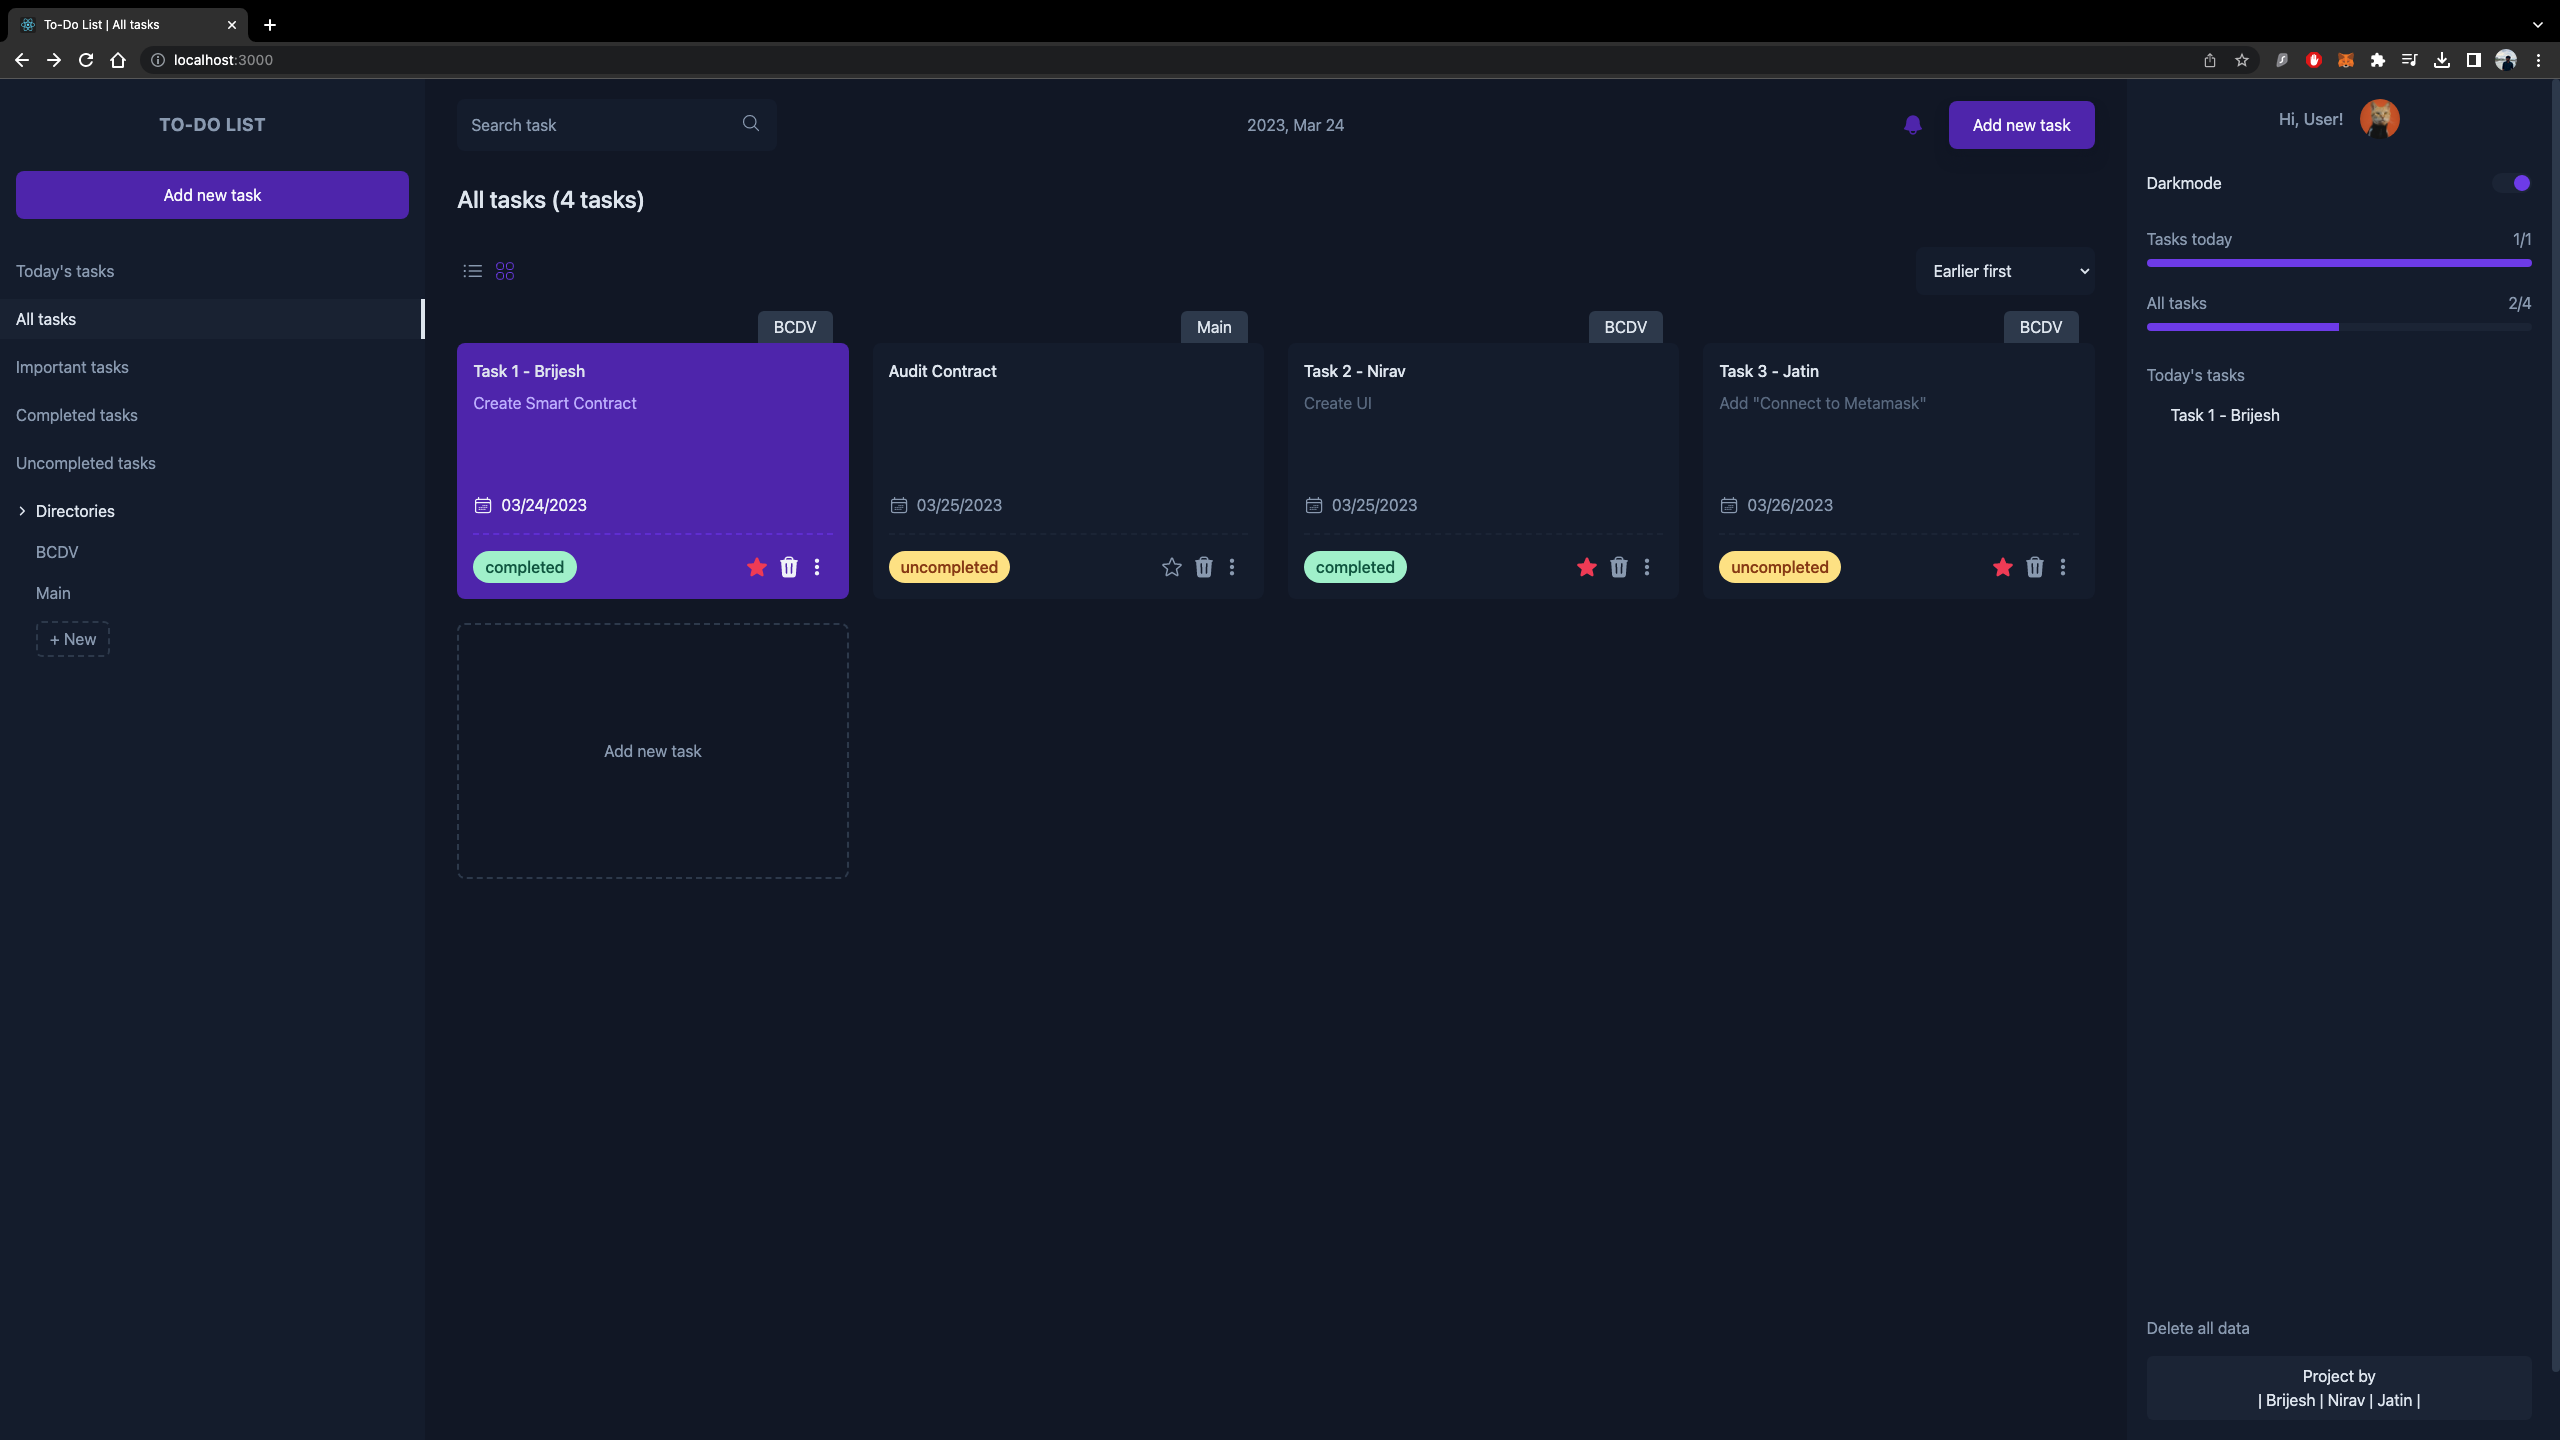 To-Do List | All tasks
localhost:3000
TO-DO LIST
Add new task
Today's tasks
All tasks
Important tasks
Completed tasks
Uncompleted tasks
Directories
BCDV
Main
+ New
Search task
2023, Mar 24
Add new task
All tasks (4 tasks)
Earlier first
BCDV
Task 1 - Brijesh
Create Smart Contract
03/24/2023
completed
Main
Audit Contract
03/25/2023
uncompleted
BCDV
Task 2 - Nirav
Create UI
03/25/2023
completed
BCDV
Task 3 - Jatin
Add "Connect to Metamask"
03/26/2023
uncompleted
Add new task
Hi, User!
Darkmode
Tasks today 1/1
All tasks 2/4
Today's tasks
Task 1 - Brijesh
Delete all data
Project by
| Brijesh | Nirav | Jatin |